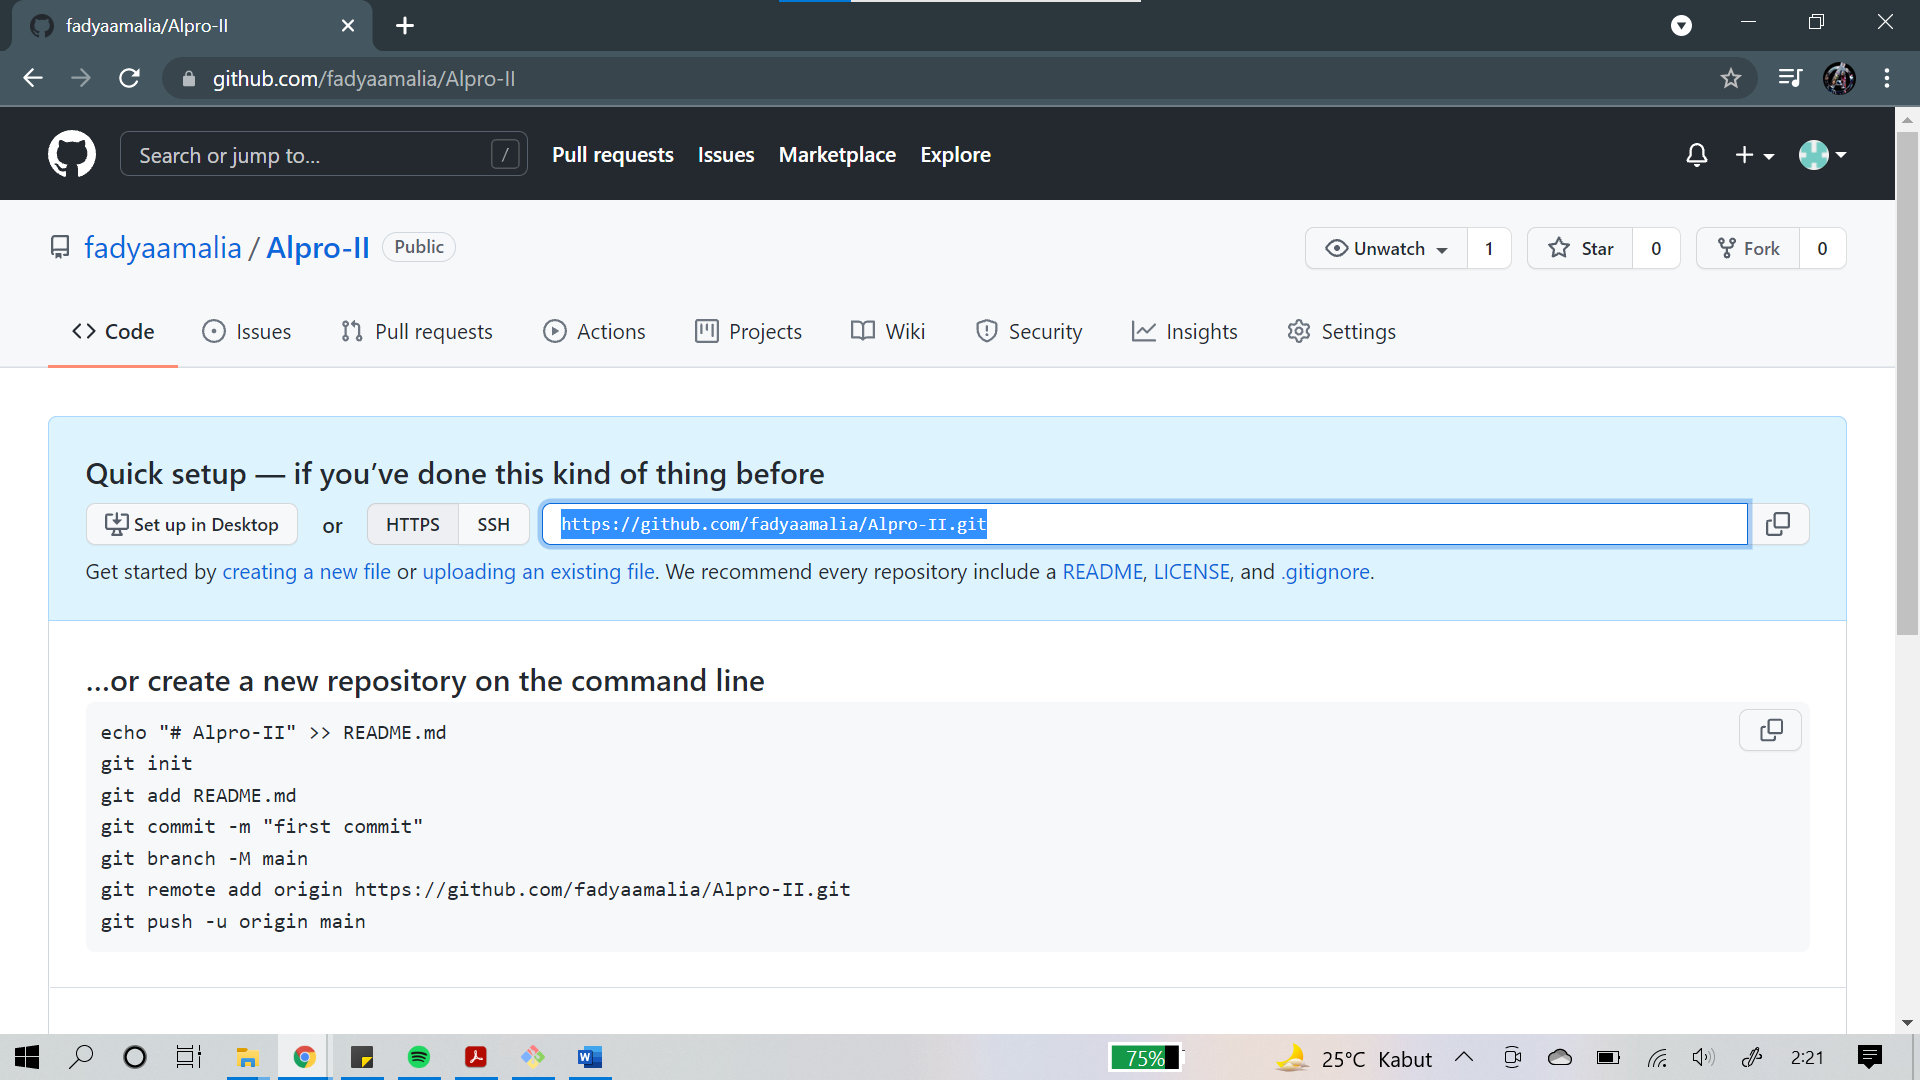 fadyaamalia/Alpro-II
github.com/fadyaamalia/Alpro-II
Search or jump to... /
Pull requests Issues Marketplace Explore
fadyaamalia / Alpro-II Public
Unwatch 1 Star 0 Fork 0
Code Issues Pull requests Actions Projects Wiki Security Insights Settings
Quick setup — if you’ve done this kind of thing before
Set up in Desktop or HTTPS SSH https://github.com/fadyaamalia/Alpro-II.git
Get started by creating a new file or uploading an existing file. We recommend every repository include a README, LICENSE, and .gitignore.
…or create a new repository on the command line
echo "# Alpro-II" >> README.md
git init
git add README.md
git commit -m "first commit"
git branch -M main
git remote add origin https://github.com/fadyaamalia/Alpro-II.git
git push -u origin main
75% 25°C Kabut 2:21